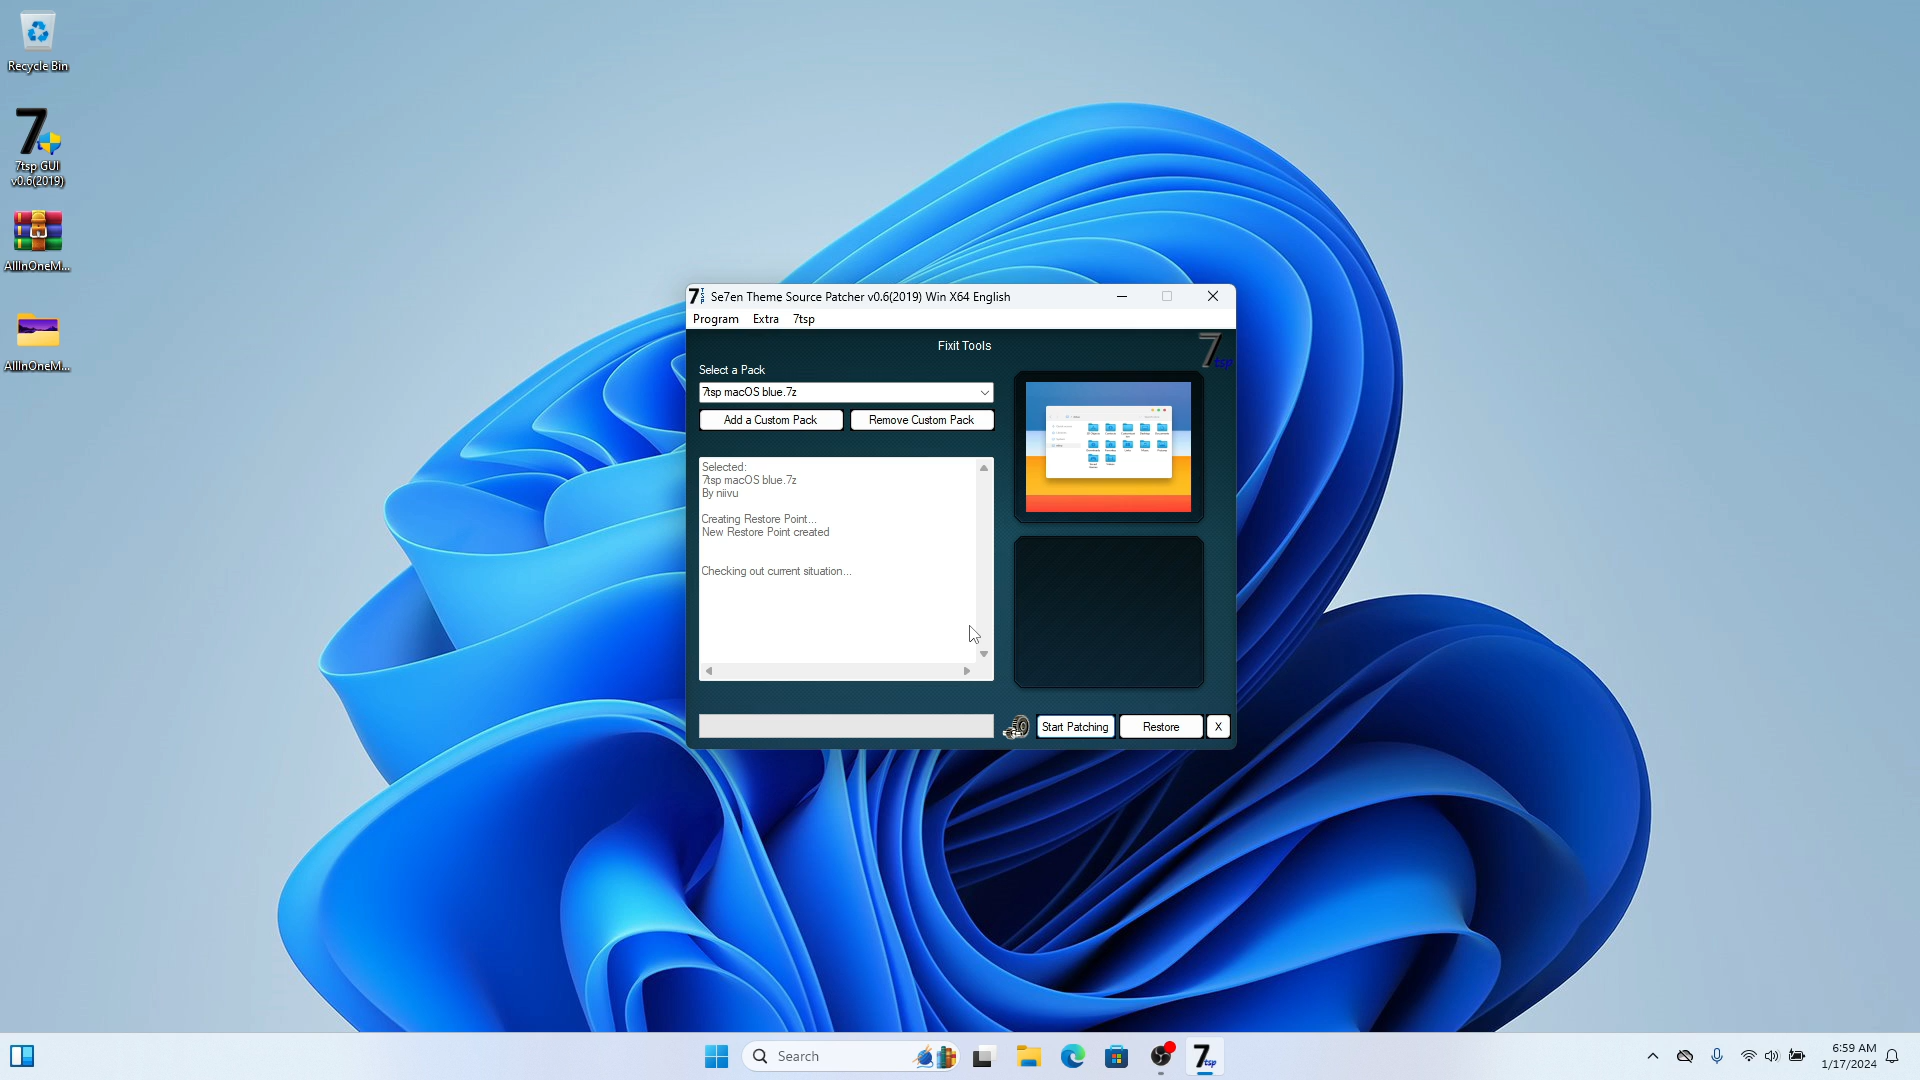 Recycle Bin
7tsp GUI
v0.6(2019)
AllInOneM...
AllInOneM...
Se7en Theme Source Patcher v0.6(2019) Win X64 English
Program Extra 7tsp
Fixit Tools
7tsp
Select a Pack
7tsp macOS blue.7z
Add a Custom Pack Remove Custom Pack
Selected:
7tsp macOS blue.7z
By niivu
Creating Restore Point...
New Restore Point created
Checking out current situation...
Start Patching Restore X
Search
7tsp
6:59 AM
1/17/2024